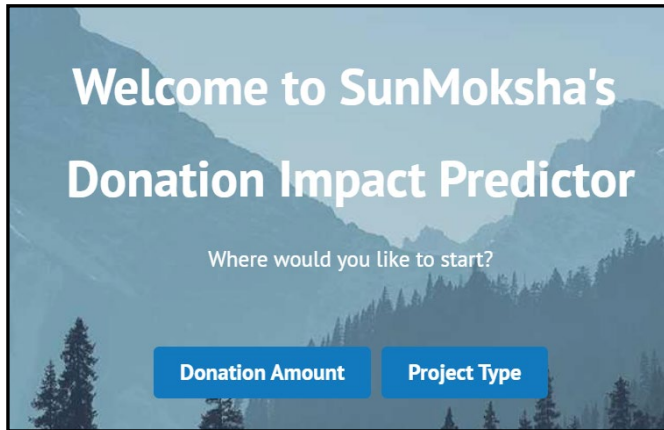 Welcome to SunMoksha's
Donation Impact Predictor
Where would you like to start?
Donation Amount Project Type